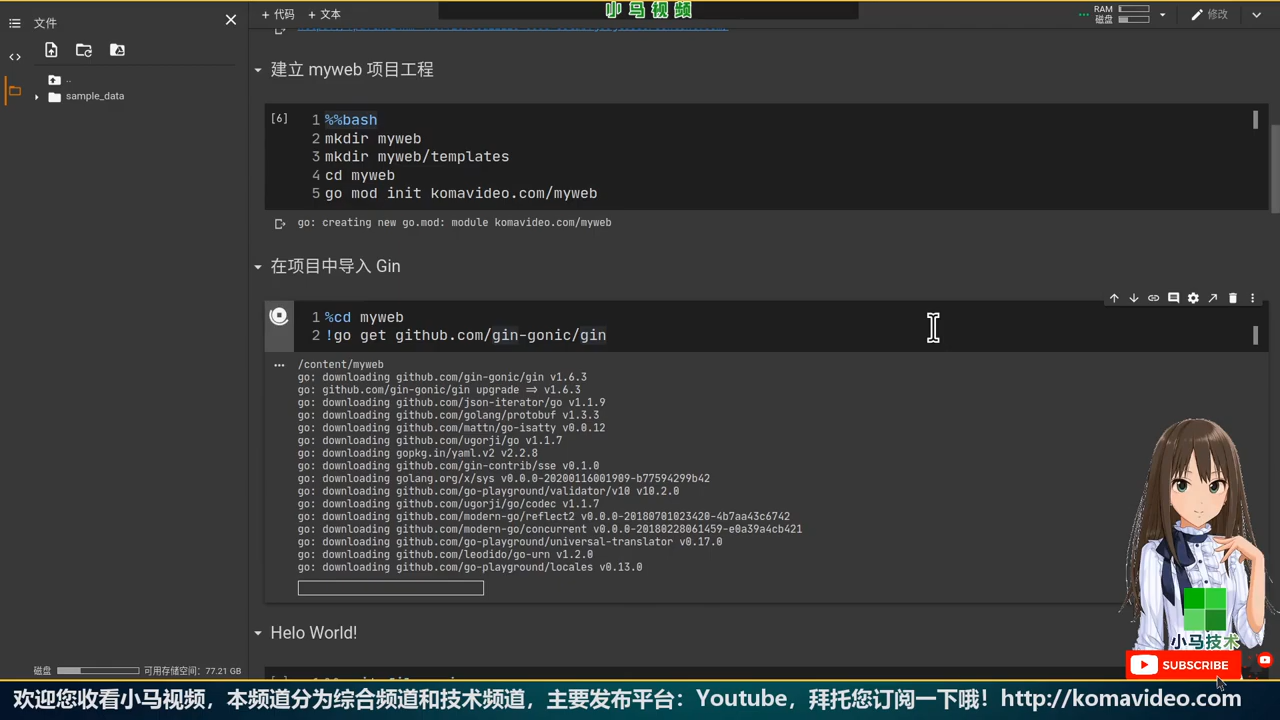 文件
+ 代码 + 文本
小马视频
RAM
磁盘
修改
..
sample_data
建立 myweb 项目工程
[6]
1 %%bash
2 mkdir myweb
3 mkdir myweb/templates
4 cd myweb
5 go mod init komavideo.com/myweb
go: creating new go.mod: module komavideo.com/myweb
在项目中导入 Gin
1 %cd myweb
2 !go get github.com/gin-gonic/gin
/content/myweb
go: downloading github.com/gin-gonic/gin v1.6.3
go: github.com/gin-gonic/gin upgrade => v1.6.3
go: downloading github.com/json-iterator/go v1.1.9
go: downloading github.com/golang/protobuf v1.3.3
go: downloading github.com/mattn/go-isatty v0.0.12
go: downloading github.com/ugorji/go v1.1.7
go: downloading gopkg.in/yaml.v2 v2.2.8
go: downloading github.com/gin-contrib/sse v0.1.0
go: downloading golang.org/x/sys v0.0.0-20200116001909-b77594299b42
go: downloading github.com/go-playground/validator/v10 v10.2.0
go: downloading github.com/ugorji/go/codec v1.1.7
go: downloading github.com/modern-go/reflect2 v0.0.0-20180701023420-4b7aa43c6742
go: downloading github.com/modern-go/concurrent v0.0.0-20180228061459-e0a39a4cb421
go: downloading github.com/go-playground/universal-translator v0.17.0
go: downloading github.com/leodido/go-urn v1.2.0
go: downloading github.com/go-playground/locales v0.13.0
Helo World!
磁盘 可用存储空间：77.21 GB
小马技术
SUBSCRIBE
欢迎您收看小马视频，本频道分为综合频道和技术频道，主要发布平台：Youtube，拜托您订阅一下哦！http://komavideo.com